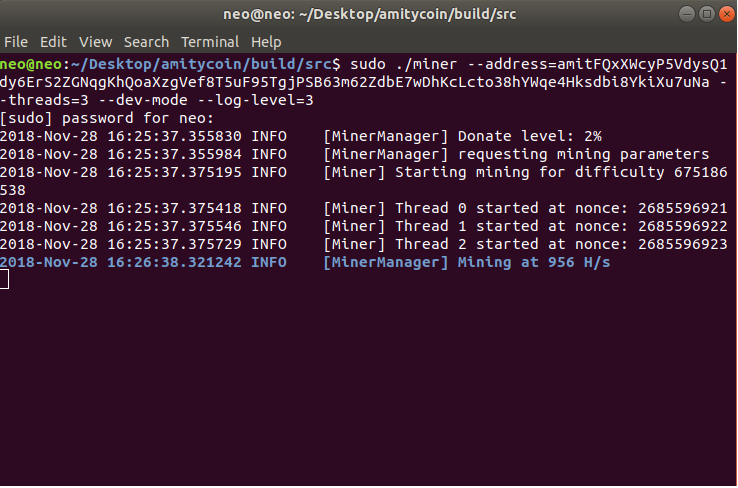 neo@neo: ~/Desktop/amitycoin/build/src
File Edit View Search Terminal Help
neo@neo:~/Desktop/amitycoin/build/src$ sudo ./miner --address=amitFQxXWcyP5VdysQ1
dy6ErS2ZGNqgKhQoaXzgVef8T5uF95TgjPSB63m62ZdbE7wDhKcLcto38hYWqe4Hksdbi8YkiXu7uNa -
-threads=3 --dev-mode --log-level=3
[sudo] password for neo:
2018-Nov-28 16:25:37.355830 INFO    [MinerManager] Donate level: 2%
2018-Nov-28 16:25:37.355984 INFO    [MinerManager] requesting mining parameters
2018-Nov-28 16:25:37.375195 INFO    [Miner] Starting mining for difficulty 675186
538
2018-Nov-28 16:25:37.375418 INFO    [Miner] Thread 0 started at nonce: 2685596921
2018-Nov-28 16:25:37.375546 INFO    [Miner] Thread 1 started at nonce: 2685596922
2018-Nov-28 16:25:37.375729 INFO    [Miner] Thread 2 started at nonce: 2685596923
2018-Nov-28 16:26:38.321242 INFO    [MinerManager] Mining at 956 H/s